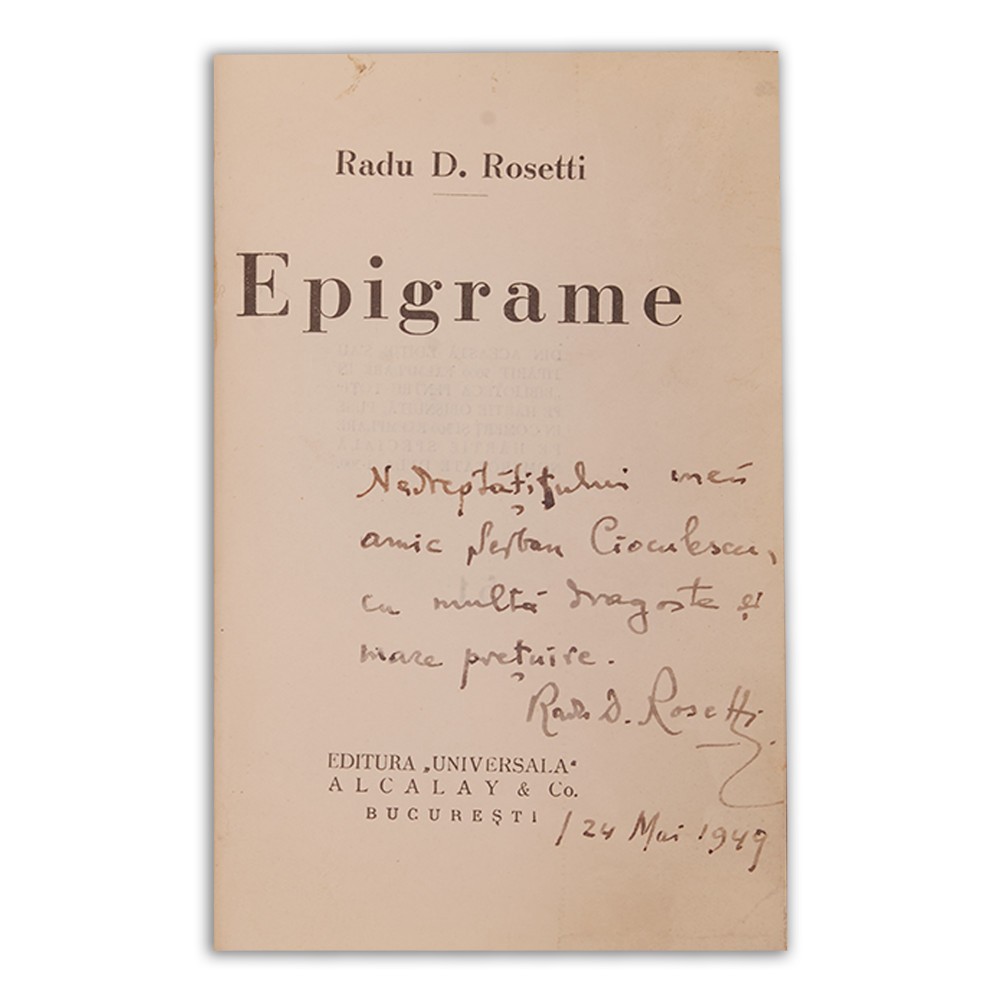 Radu D. Rosetti
Epigrame
Nedreptățitului meu
amic Șerban Cioculescu,
cu multă dragoste și
mare prețuire.
Radu D. Rosetti.
EDITURA „UNIVERSALA"
ALCALAY & Co.
BUCUREȘTI
/ 24 Mai 1949